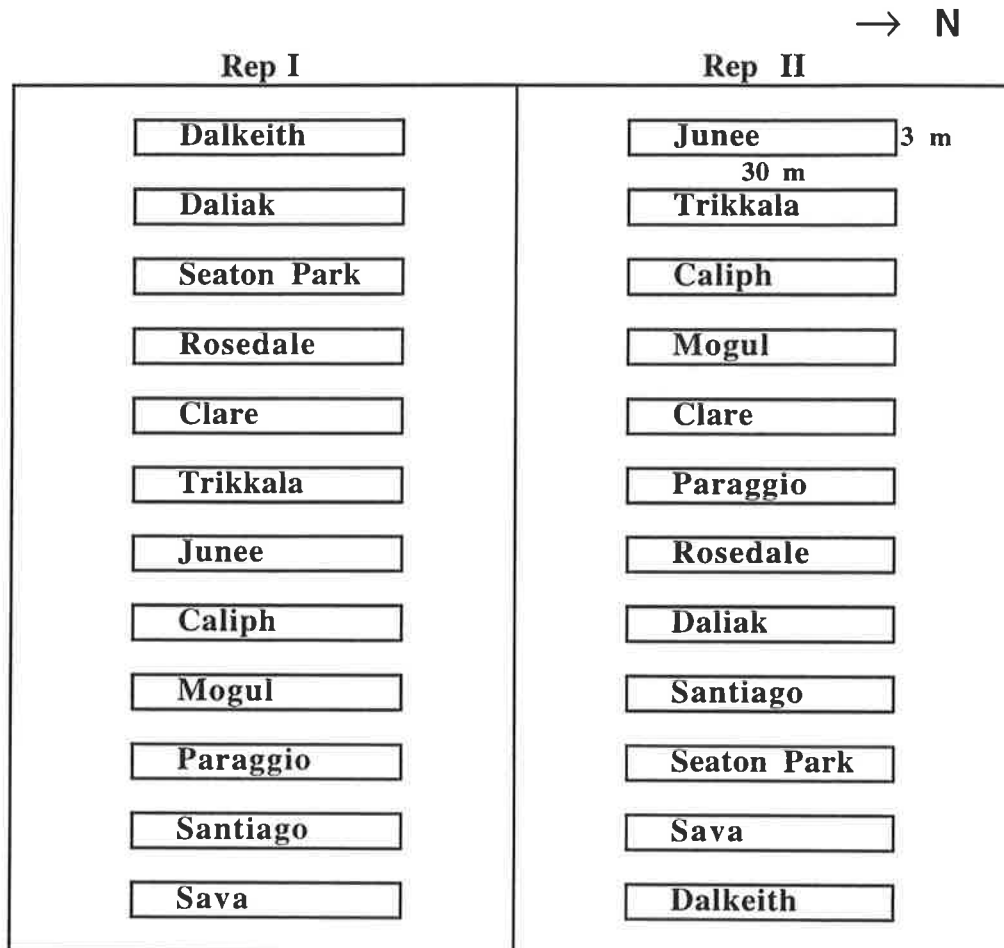 → N
Rep I
Rep II
Dalkeith
Daliak
Seaton Park
Rosedale
Clare
Trikkala
Junee
Caliph
Mogul
Paraggio
Santiago
Sava
Junee
3 m
30 m
Trikkala
Caliph
Mogul
Clare
Paraggio
Rosedale
Daliak
Santiago
Seaton Park
Sava
Dalkeith